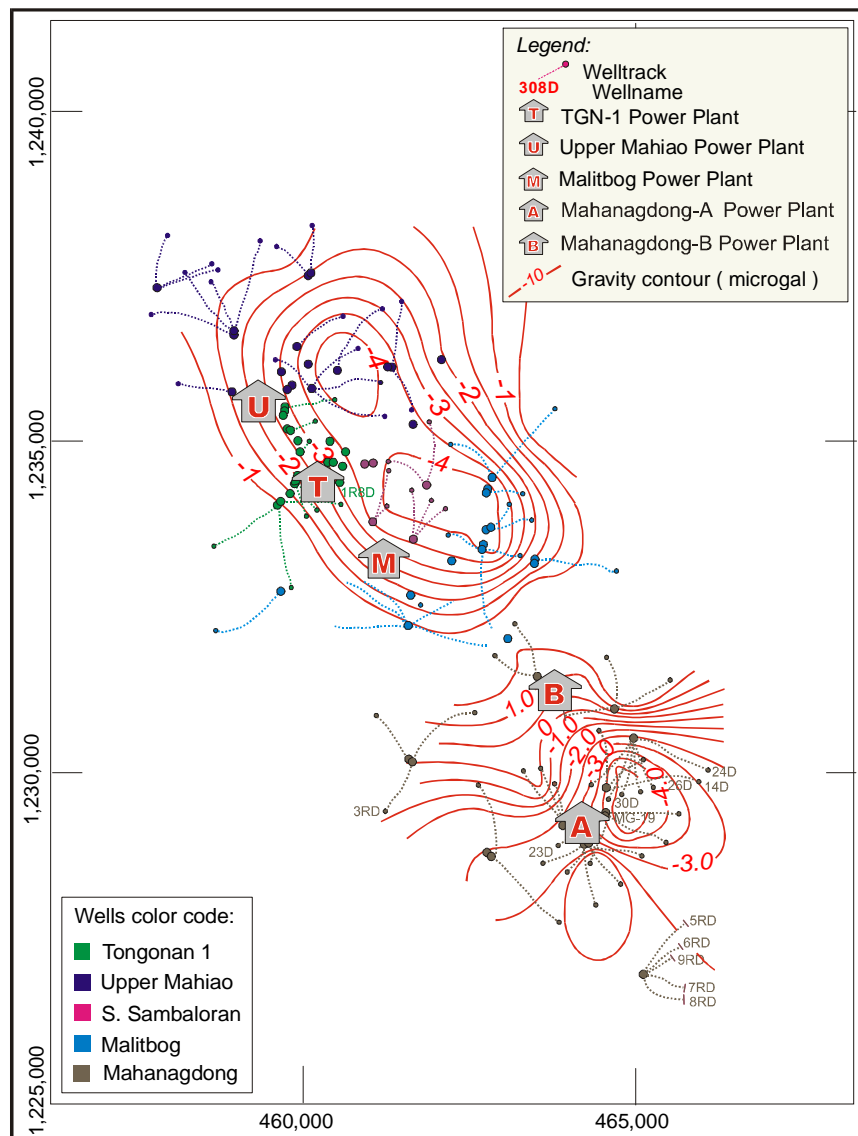 Legend:
Welltrack
308D
Wellname
T
TGN-1 Power Plant
U
Upper Mahiao Power Plant
M
Malitbog Power Plant
A
Mahanagdong-A Power Plant
B
Mahanagdong-B Power Plant
-10
Gravity contour ( microgal )
1,240,000
1,235,000
1,230,000
1,225,000
460,000
465,000
-4
-3
-2
-1
U
-1
-2
-3
-4
T
1R8D
M
B
1.0
0
-1.0
-2.0
-3.0
-4.0
24D
14D
26D
30D
MG-79
3RD
A
23D
-3.0
5RD
6RD
9RD
7RD
8RD
Wells color code:
Tongonan 1
Upper Mahiao
S. Sambaloran
Malitbog
Mahanagdong